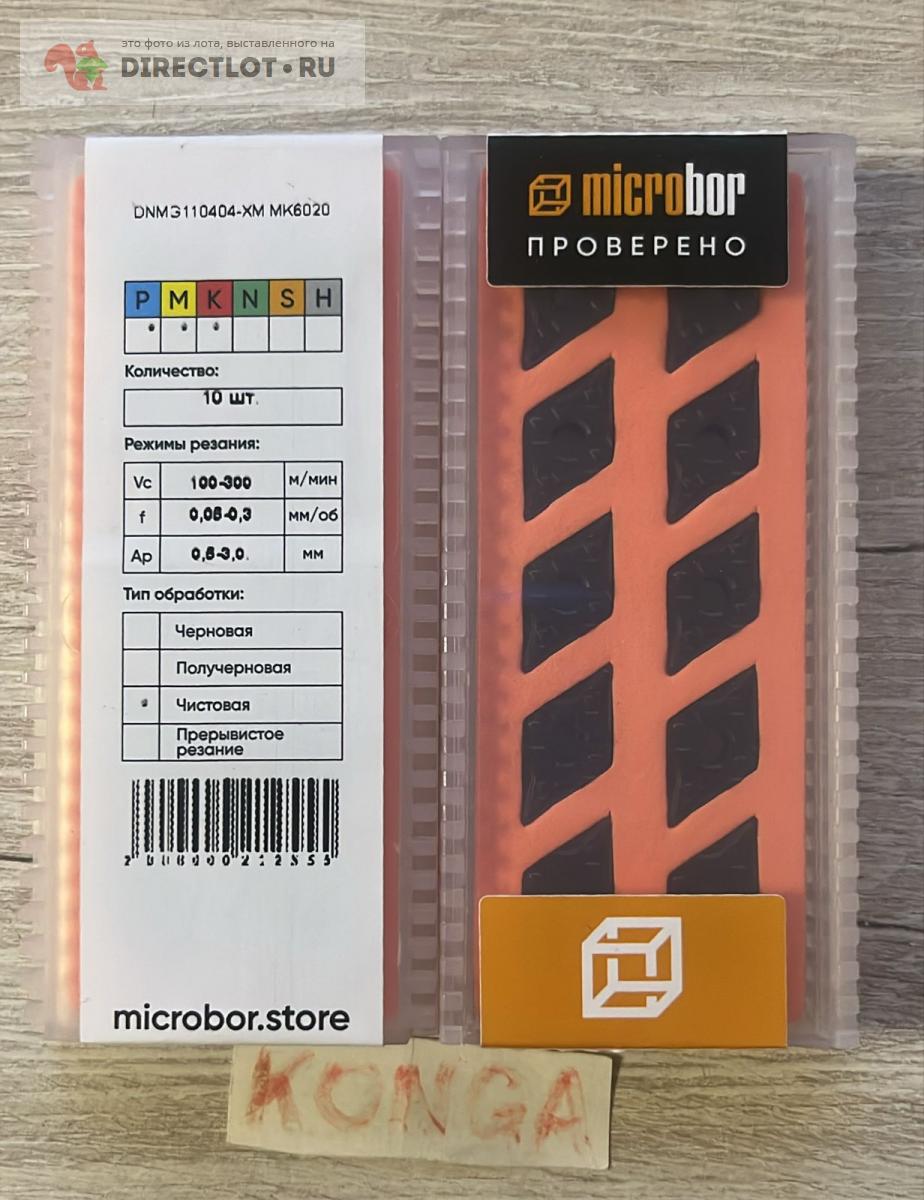 это фото из лота, выставленного на
DIRECTLOT.RU
DNMG110404-XM MK6020
P M K N S H
Количество:
10 шт.
Режимы резания:
Vc 100-300 м/мин
f 0,05-0,3 мм/об
Ap 0,5-3,0. мм
Тип обработки:
Черновая
Получерновая
Чистовая
Прерывистое
резание
microbor.store
microbor
ПРОВЕРЕНО
KONGA